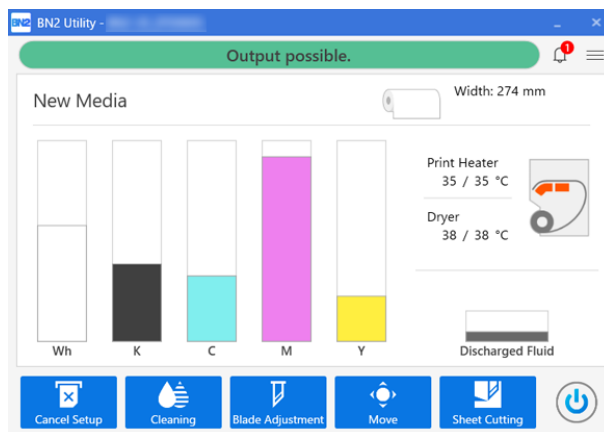 BN2 BN2 Utility -
Output possible.
1
New Media
Width: 274 mm
Print Heater
35 / 35 °C
Dryer
38 / 38 °C
Wh K C M Y
Discharged Fluid
Cancel Setup Cleaning Blade Adjustment Move Sheet Cutting